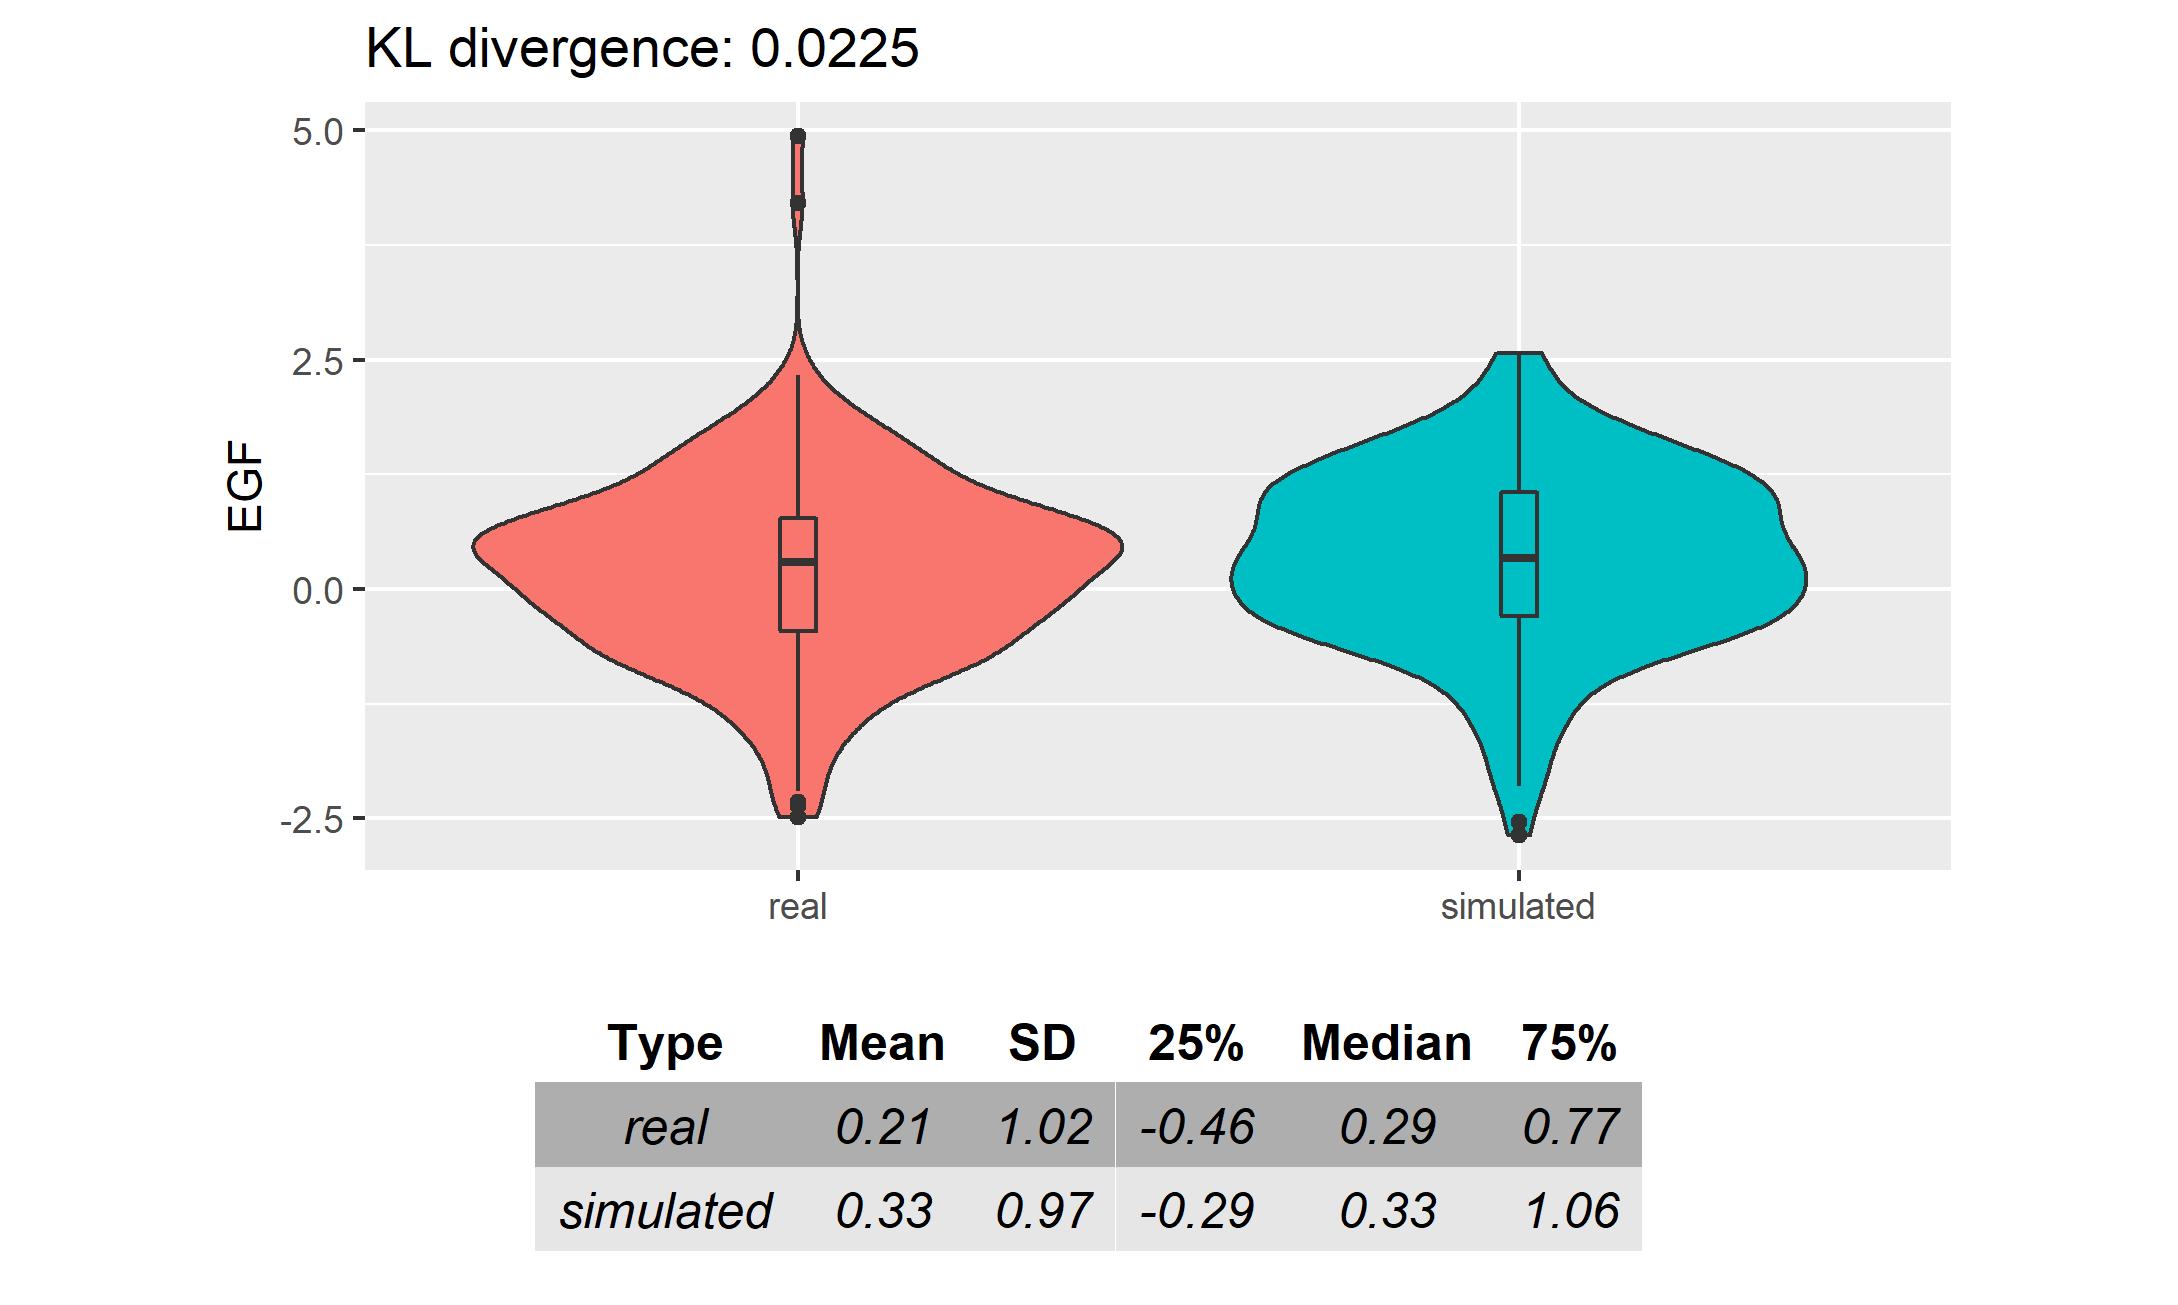 KL divergence: 0.0225
5.0
2.5
0.0
-2.5
EGF
real simulated
Type Mean SD 25% Median 75%
real 0.21 1.02 -0.46 0.29 0.77
simulated 0.33 0.97 -0.29 0.33 1.06